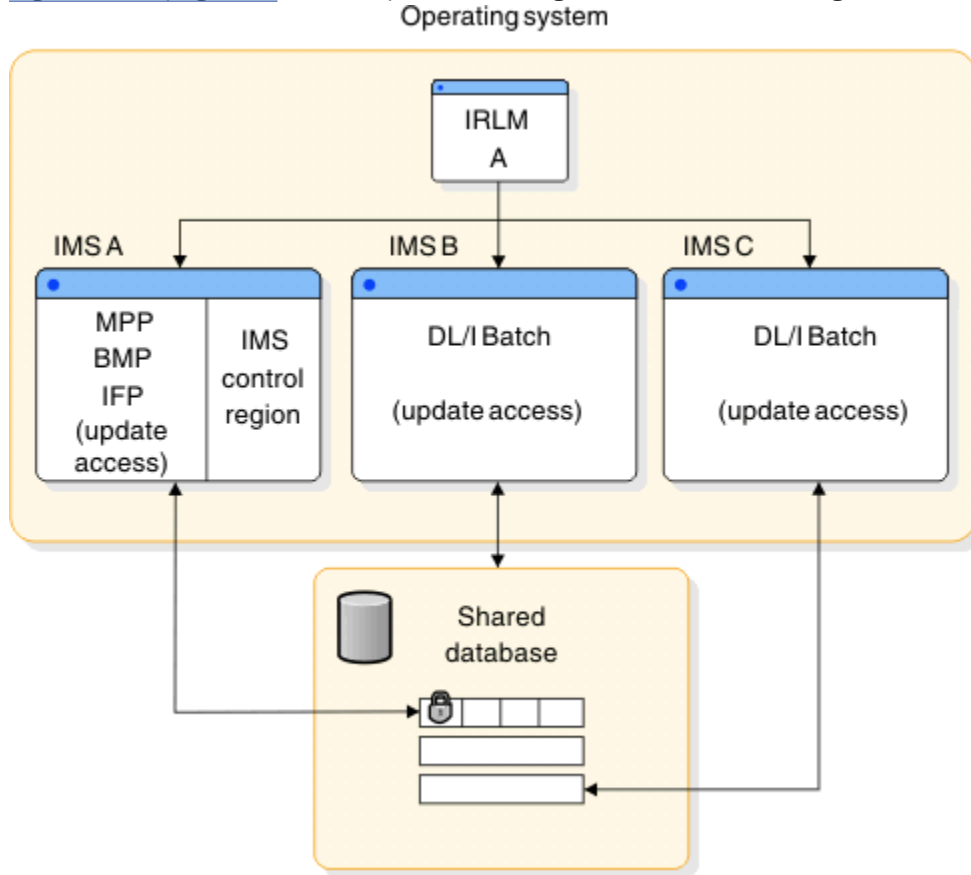 Operating system
IRLM
A
IMS A
IMS B
IMS C
MPP
BMP
IFP
(update
access)
IMS
control
region
DL/I Batch
(update access)
DL/I Batch
(update access)
Shared
database